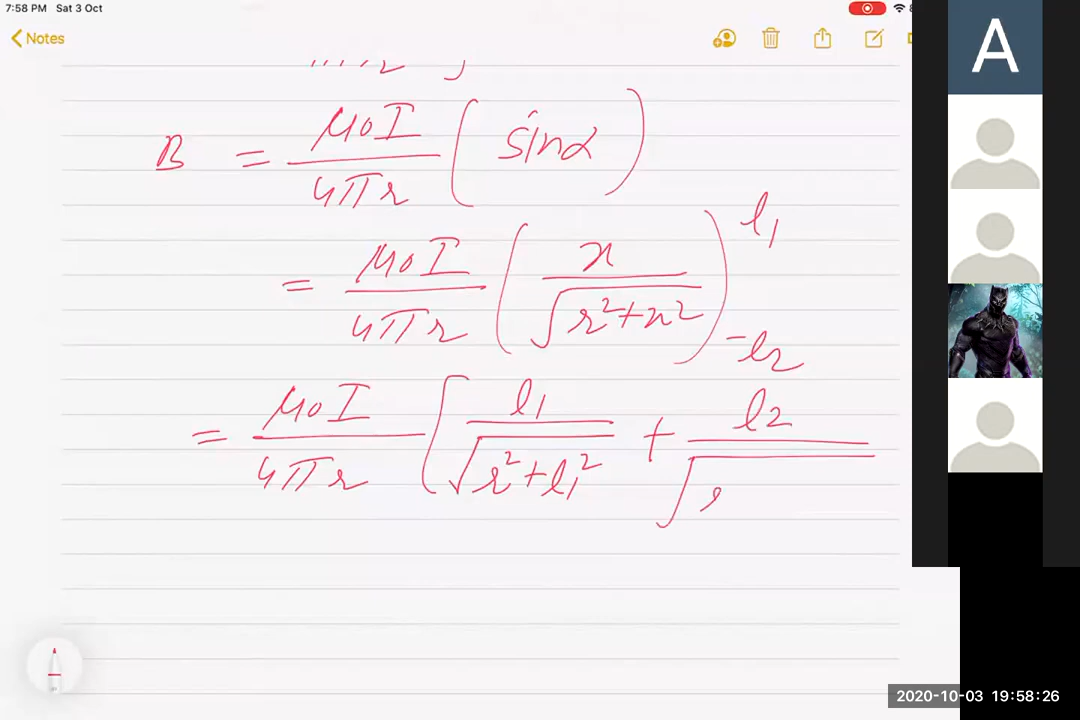 7:58 PM Sat 3 Oct
Notes
A
B = μ0I / 4πr ( sinα )
= μ0I / 4πr ( x / √r²+x² ) l1 -l2
= μ0I / 4πr ( l1 / √r²+l1² + l2 / √
2020-10-03 19:58:26